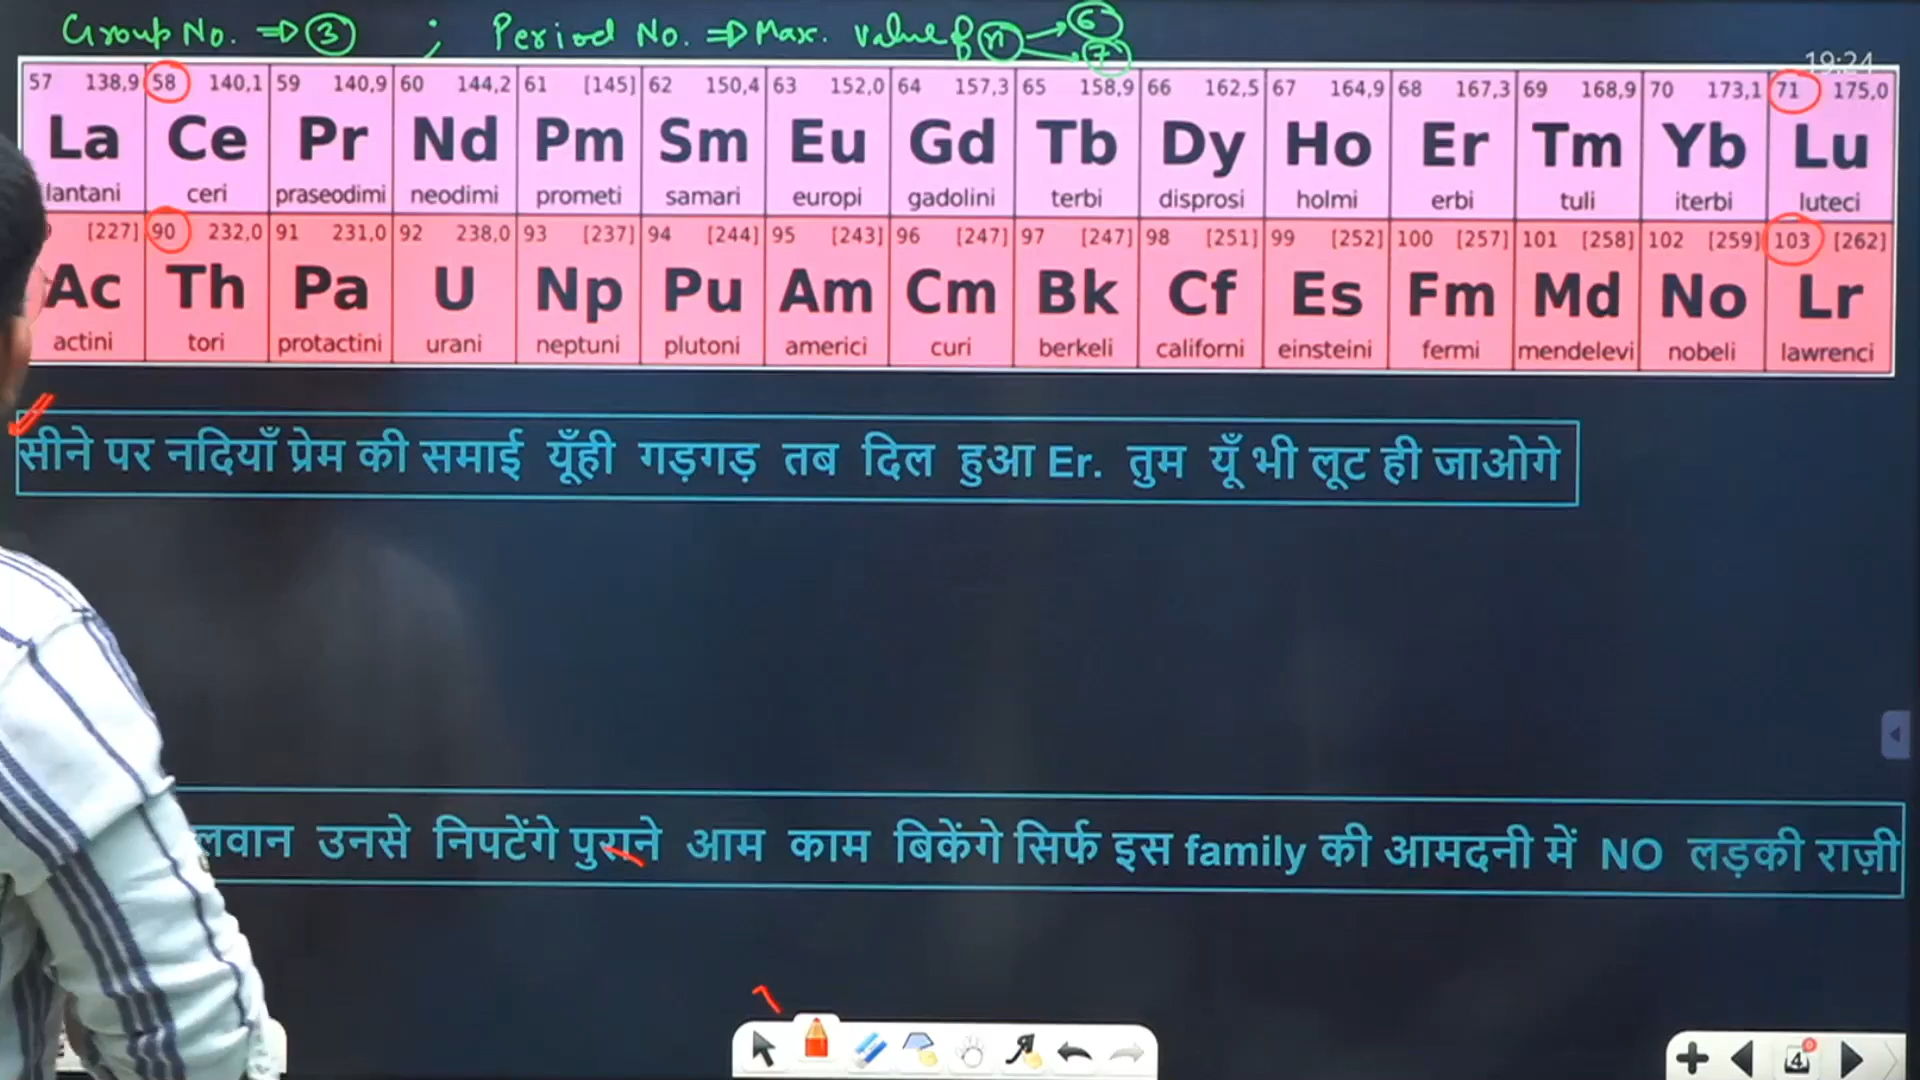 Group No. ⇒ 3 ; Period No. ⇒ Max. value of n → 6
7
19:24
57 138,9 58 140,1 59 140,9 60 144,2 61 [145] 62 150,4 63 152,0 64 157,3 65 158,9 66 162,5 67 164,9 68 167,3 69 168,9 70 173,1 71 175,0
La Ce Pr Nd Pm Sm Eu Gd Tb Dy Ho Er Tm Yb Lu
lantani ceri praseodimi neodimi prometi samari europi gadolini terbi disprosi holmi erbi tuli iterbi luteci
[227] 90 232,0 91 231,0 92 238,0 93 [237] 94 [244] 95 [243] 96 [247] 97 [247] 98 [251] 99 [252] 100 [257] 101 [258] 102 [259] 103 [262]
Ac Th Pa U Np Pu Am Cm Bk Cf Es Fm Md No Lr
actini tori protactini urani neptuni plutoni americi curi berkeli californi einsteini fermi mendelevi nobeli lawrenci
सीने पर नदियाँ प्रेम की समाई यूँही गड़गड़ तब दिल हुआ Er. तुम यूँ भी लूट ही जाओगे
लवान उनसे निपटेंगे पुराने आम काम बिकेंगे सिर्फ इस family की आमदनी में NO लड़की राज़ी
4